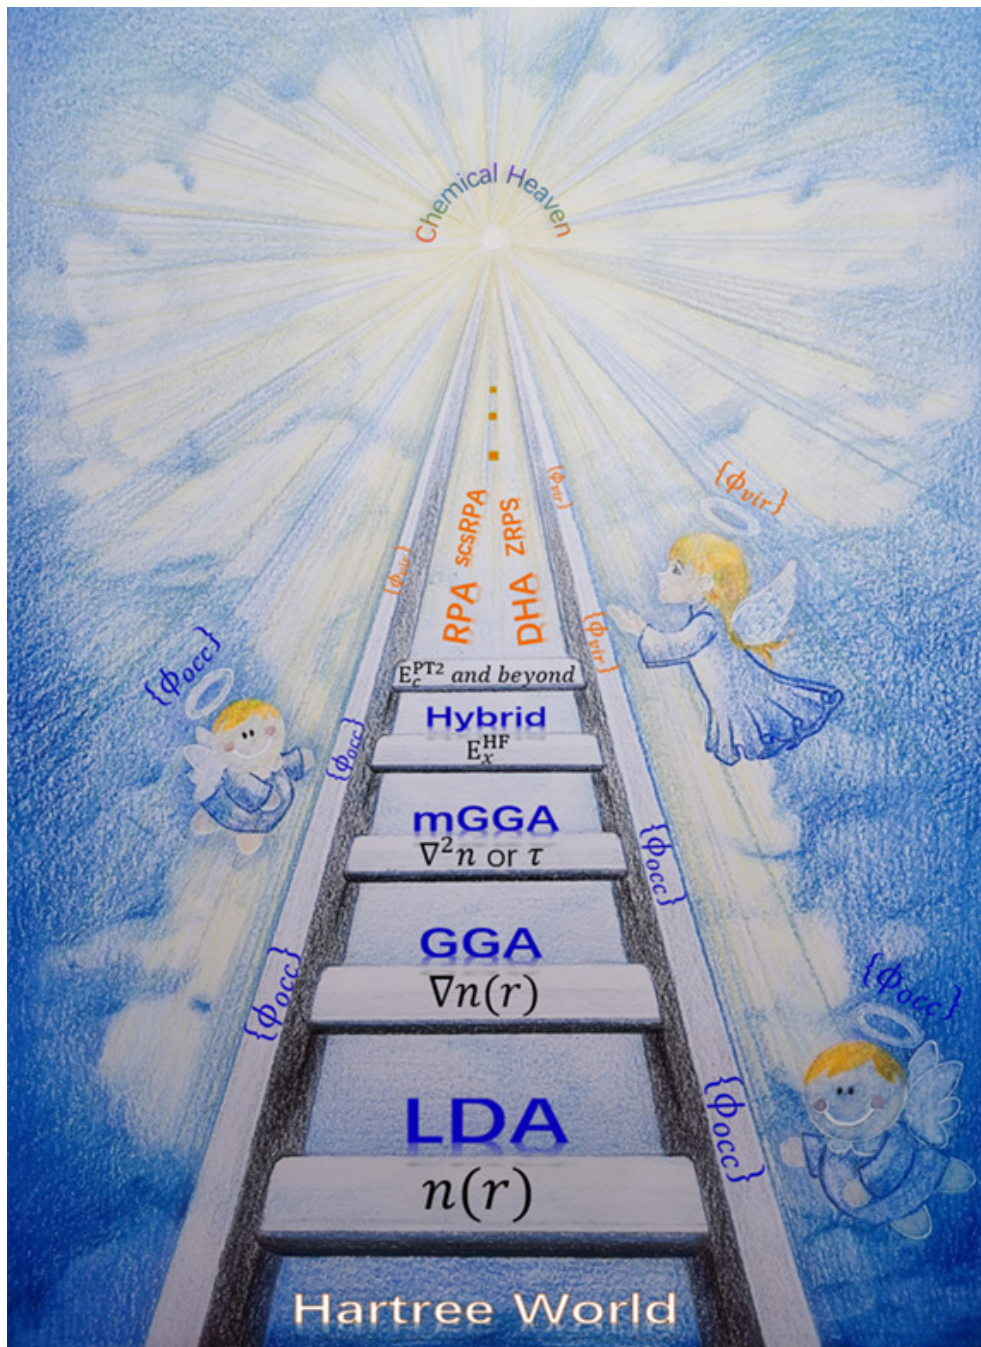 Chemical Heaven
{ϕvir}
{ϕvir}
scsRPA
ZRPS
{ϕvir}
RPA
DHA
{ϕvir}
{ϕocc}
E_c^PT2 and beyond
Hybrid
{ϕocc}
E_x^HF
mGGA
∇²n or τ
{ϕocc}
GGA
{ϕocc}
∇n(r)
{ϕocc}
LDA
{ϕocc}
n(r)
Hartree World